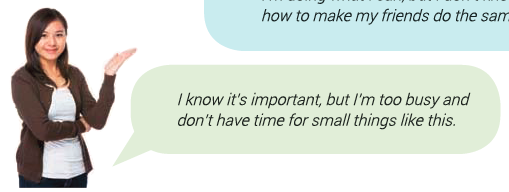 how to make my friends do the sam
I know it's important, but I'm too busy and
don't have time for small things like this.